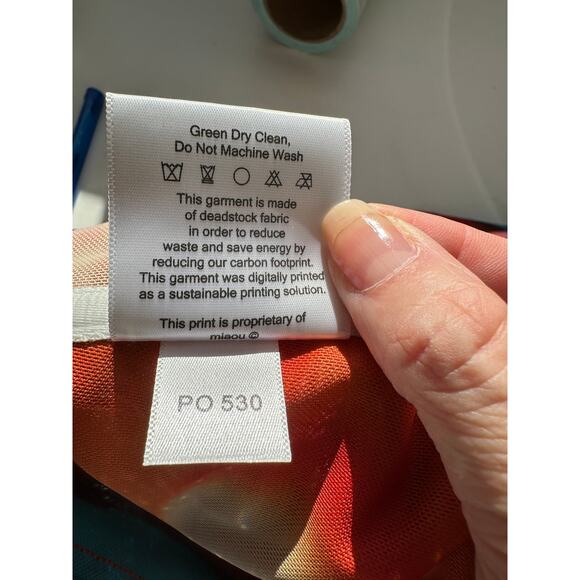 Green Dry Clean,
Do Not Machine Wash
This garment is made
of deadstock fabric
in order to reduce
waste and save energy by
reducing our carbon footprint.
This garment was digitally printed
as a sustainable printing solution.
This print is proprietary of
miaou ©
PO 530